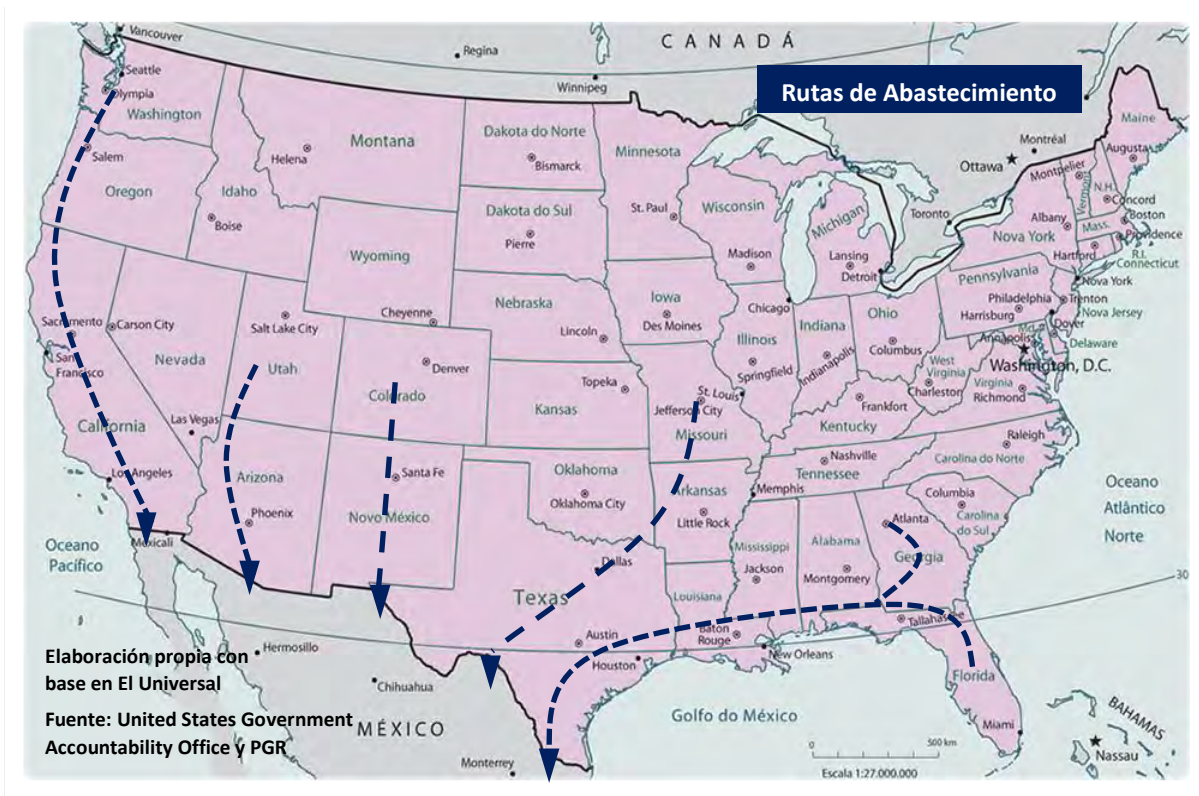 Vancouver
Regina
CANADÁ
Seattle
Winnipeg
Olympia
Rutas de Abastecimiento
Washington
Montana
Dakota do Norte
Maine
Minnesota
Montréal
Salem
Helena
Bismarck
Ottawa
Augusta
Montpelier
Vermont
N.H.
Oregon
Idaho
Dakota do Sul
St. Paul
Wisconsin
Michigan
Toronto
Albany
Concord
Boston
Boise
Pierre
Nova York
Mass.
Providence
Wyoming
Madison
Lansing
Hartford
R.I.
Detroit
Connecticut
Pennsylvania
Nova York
Nebraska
Iowa
Chicago
Philadelphia
Trenton
Cheyenne
Ohio
Harrisburg
Nova Jersey
Sacramento
Carson City
Salt Lake City
Lincoln
Des Moines
Illinois
Indiana
Md.
Dover
Annapolis
Delaware
San
Francisco
Nevada
Utah
Denver
Columbus
West
Virginia
Washington, D.C.
Springfield
Indianapolis
Colorado
Topeka
St. Louis
Charleston
Virginia
Richmond
Kansas
Jefferson City
Frankfort
Las Vegas
California
Missouri
Kentucky
Raleigh
Nashville
Carolina do Norte
Los Angeles
Arizona
Santa Fe
Oklahoma
Tennessee
Arkansas
Memphis
Oceano
Atlântico
Norte
Oklahoma City
Columbia
Phoenix
Novo México
Little Rock
Atlanta
Carolina
do Sul
Mexicali
Oceano
Pacífico
Mississippi
Alabama
Georgia
Dallas
Jackson
Montgomery
30
Texas
Louisiana
Tallahassee
Austin
Baton
Rouge
Hermosillo
Houston
New Orleans
Elaboración propia con
base en El Universal
Florida
Chihuahua
Fuente: United States Government
Accountability Office y PGR
MÉXICO
Golfo do México
Miami
BAHAMAS
0
500 km
Nassau
Monterrey
Escala 1:27.000.000